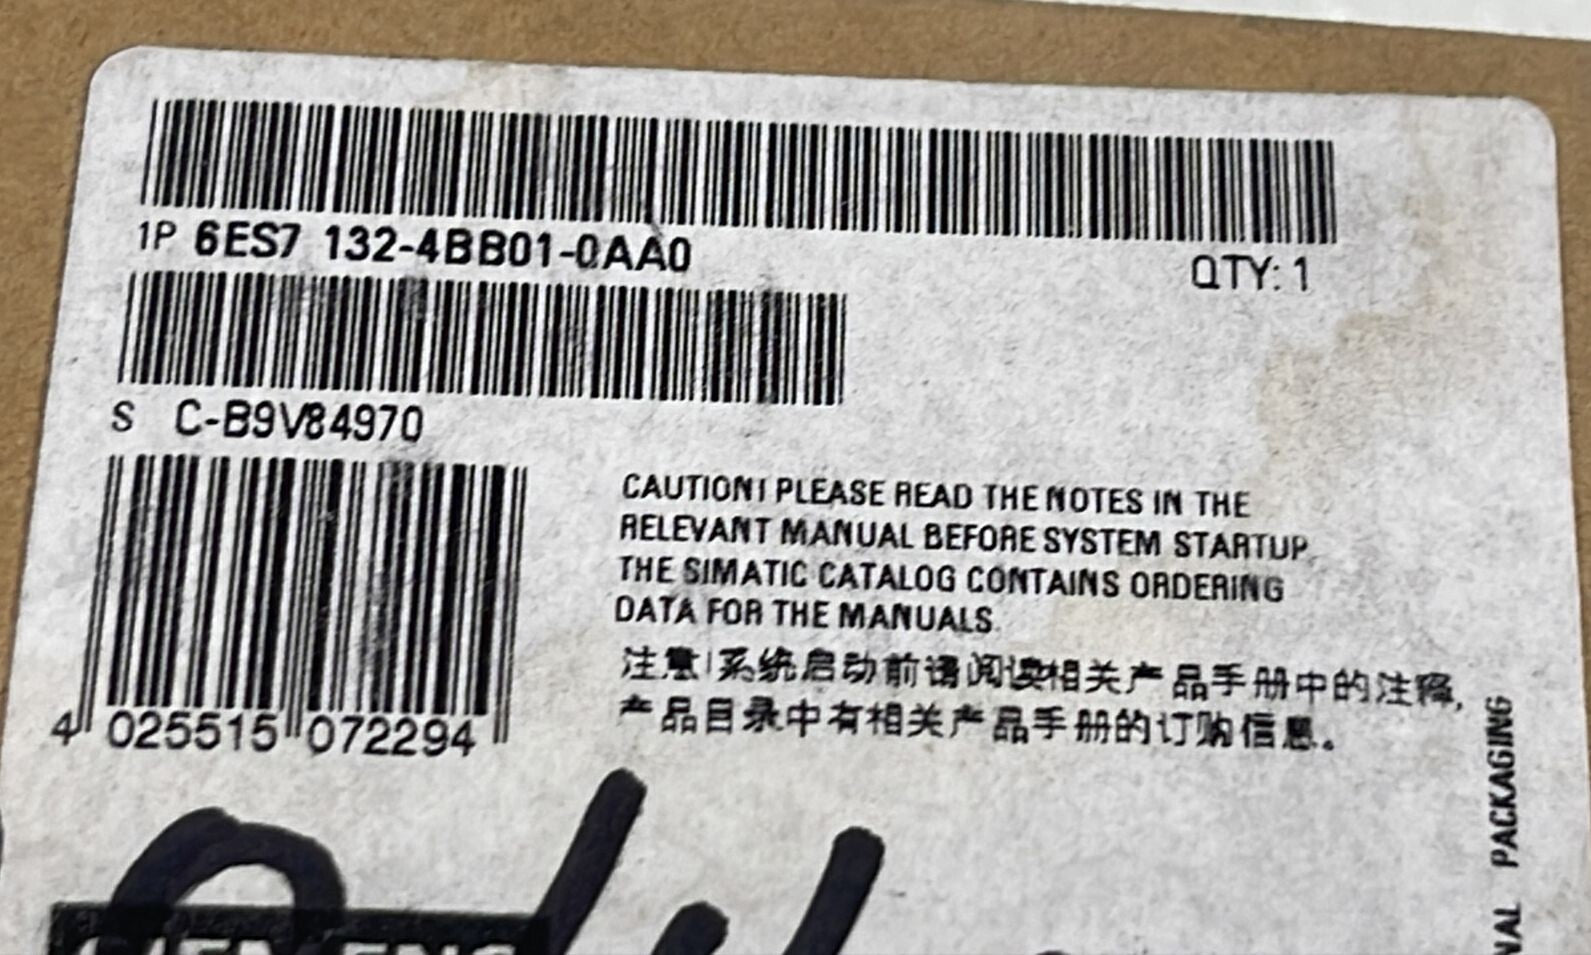 1P 6ES7 132-4BB01-0AA0
QTY: 1
S C-B9V84970
4 025515 072294
CAUTION! PLEASE READ THE NOTES IN THE
RELEVANT MANUAL BEFORE SYSTEM STARTUP.
THE SIMATIC CATALOG CONTAINS ORDERING
DATA FOR THE MANUALS.
注意!系统启动前请阅读相关产品手册中的注释,
产品目录中有相关产品手册的订购信息。
PACKAGING